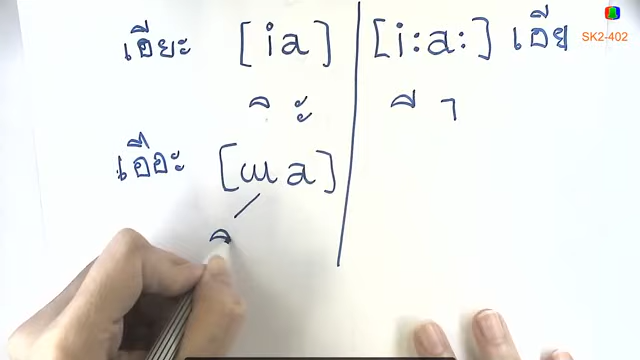 เอียะ [ia] [i:a:] เอีย SK2-402
 ิ ะ  ี า
เอือะ [ɯa]